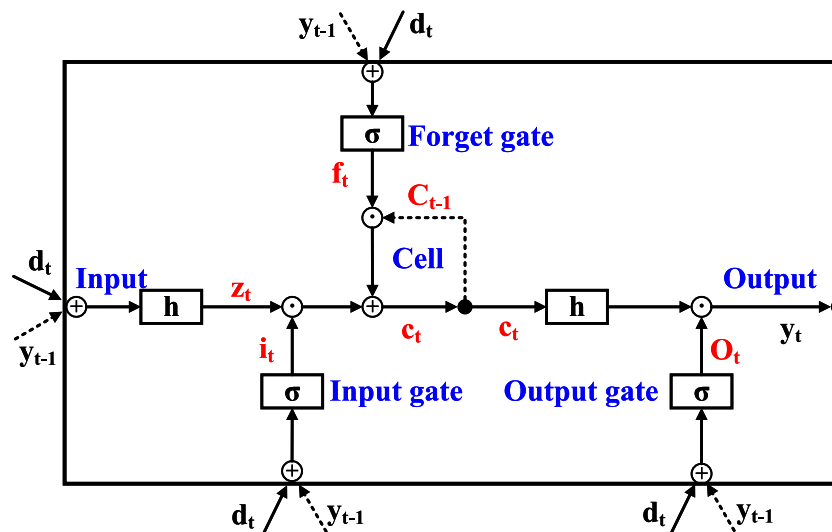 yt-1 dt
σ Forget gate
ft
Ct-1
Cell
dt Input Output
h zt h
ct ct yt
yt-1
it Ot
σ Input gate Output gate σ
dt yt-1 dt yt-1